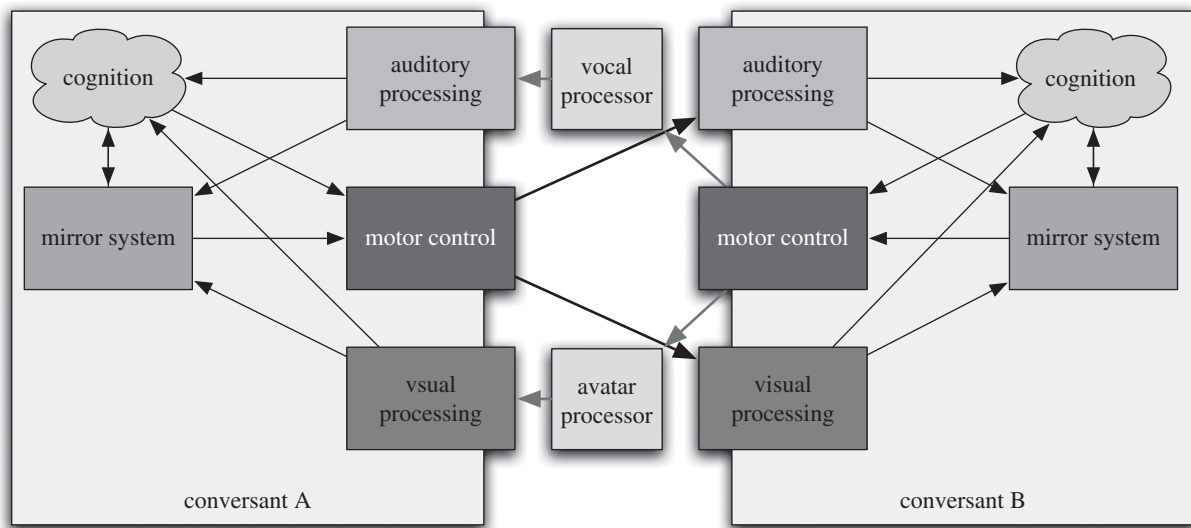 cognition
auditory
processing
vocal
processor
auditory
processing
cognition
mirror system
motor control
motor control
mirror system
vsual
processing
avatar
processor
visual
processing
conversant A
conversant B